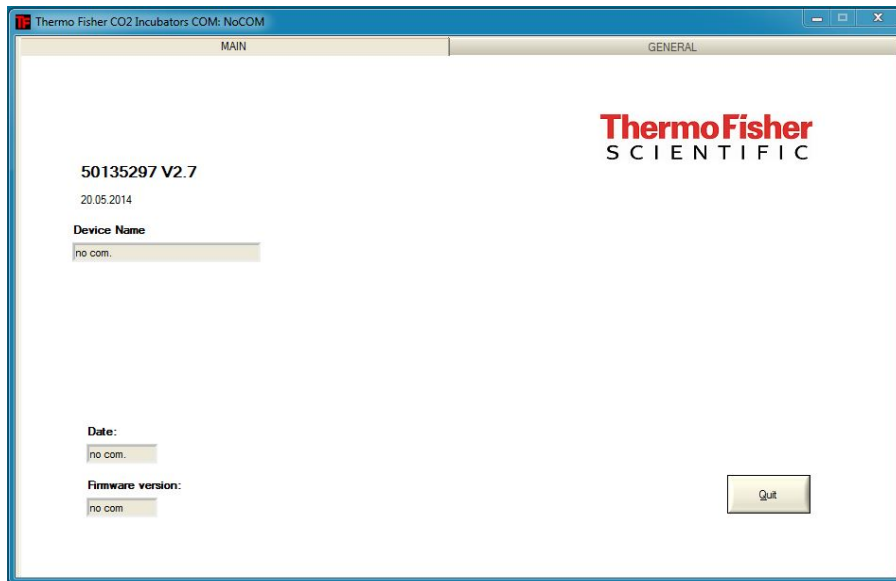 Thermo Fisher CO2 Incubators COM: NoCOM
MAIN
GENERAL
ThermoFisher
SCIENTIFIC
50135297 V2.7
20.05.2014
Device Name
no com.
Date:
no com.
Firmware version:
no com
Quit